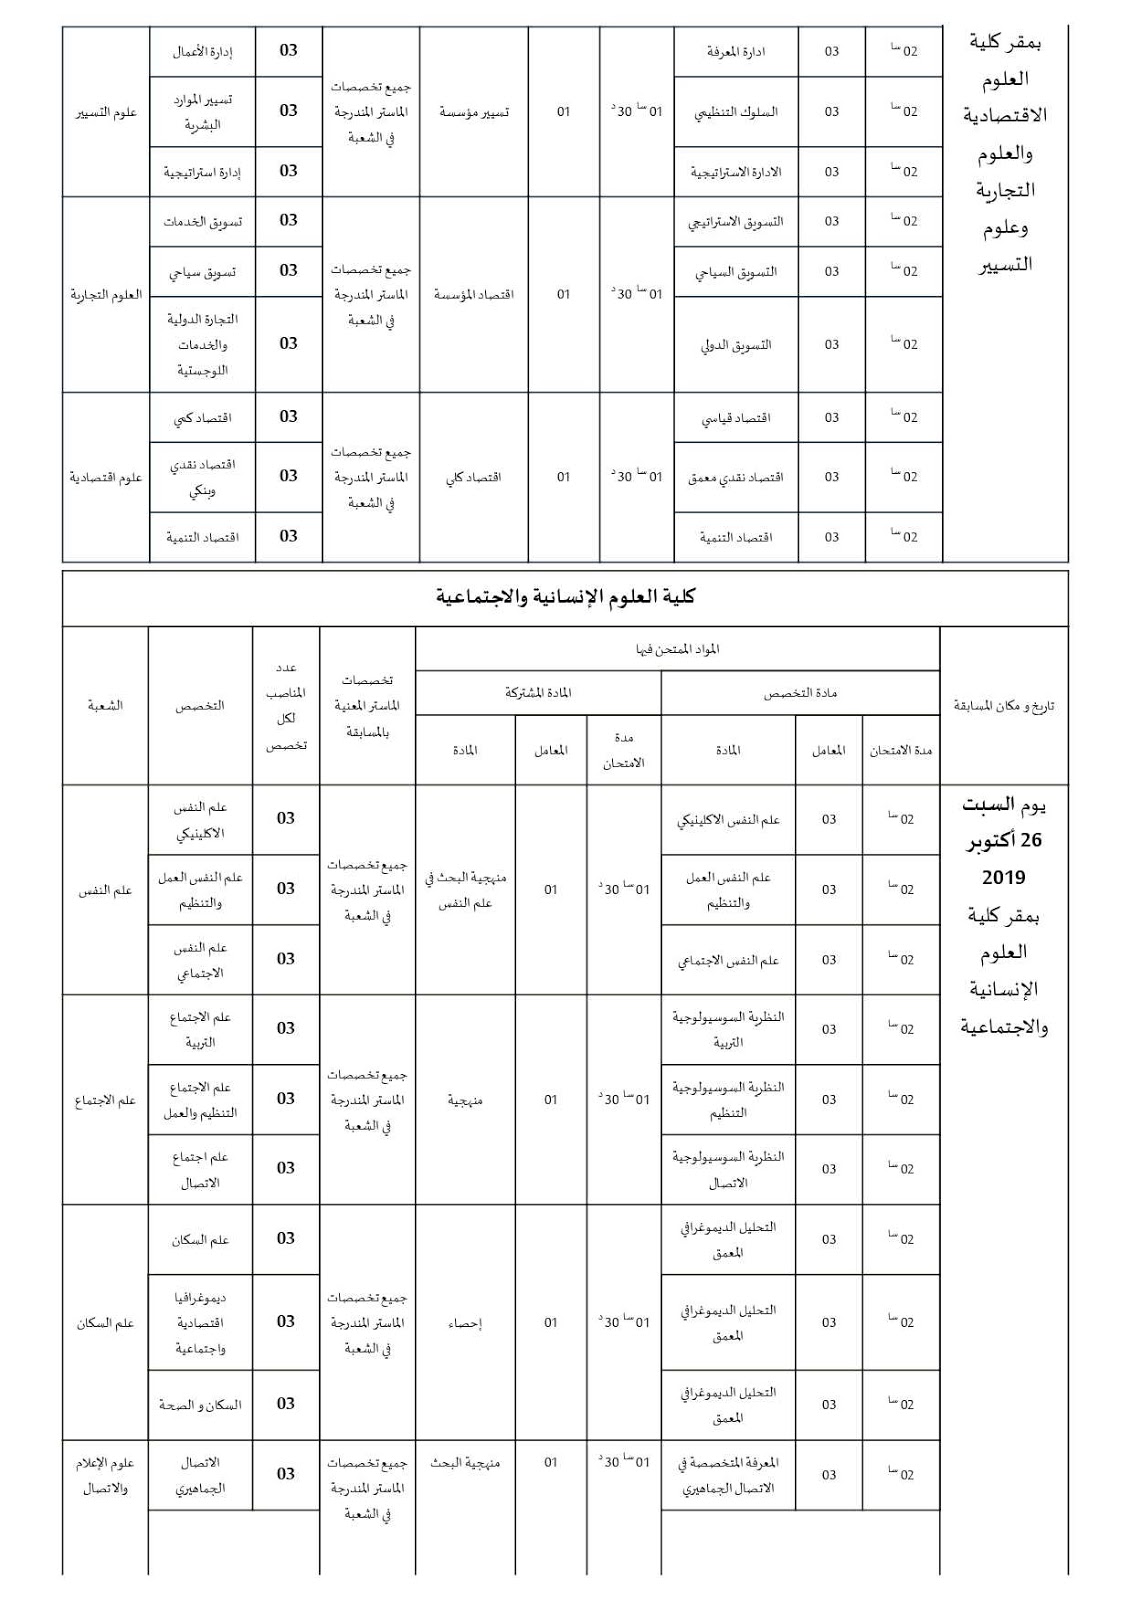 بمقر كلية
العلوم
الاقتصادية
والعلوم
التجارية
وعلوم
التسيير
02 سا
03
ادارة المعرفة
03
إدارة الأعمال
02 سا
03
السلوك التنظيمي
01 سا 30 د
01
تسيير مؤسسة
جميع تخصصات
الماستر المندرجة
في الشعبة
03
تسيير الموارد
البشرية
علوم التسيير
02 سا
03
الادارة الاستراتيجية
03
إدارة استراتيجية
02 سا
03
التسويق الاستراتيجي
03
تسويق الخدمات
02 سا
03
التسويق السياحي
01 سا 30 د
01
اقتصاد المؤسسة
جميع تخصصات
الماستر المندرجة
في الشعبة
03
تسويق سياحي
العلوم التجارية
02 سا
03
التسويق الدولي
03
التجارة الدولية
والخدمات
اللوجستية
02 سا
03
اقتصاد قياسي
03
اقتصاد كمي
02 سا
03
اقتصاد نقدي معمق
01 سا 30 د
01
اقتصاد كلي
جميع تخصصات
الماستر المندرجة
في الشعبة
03
اقتصاد نقدي
وبنكي
علوم اقتصادية
02 سا
03
اقتصاد التنمية
03
اقتصاد التنمية
كلية العلوم الإنسانية والاجتماعية
تاريخ و مكان المسابقة
المواد الممتحن فيها
مادة التخصص
المادة المشتركة
مدة الامتحان
المعامل
المادة
مدة
الامتحان
المعامل
المادة
تخصصات
الماستر المعنية
بالمسابقة
عدد
المناصب
لكل
تخصص
التخصص
الشعبة
يوم السبت
26 أكتوبر
2019
بمقر كلية
العلوم
الإنسانية
والاجتماعية
02 سا
03
علم النفس الاكلينيكي
03
علم النفس
الاكلينيكي
02 سا
03
علم النفس العمل
والتنظيم
01 سا 30 د
01
منهجية البحث في
علم النفس
جميع تخصصات
الماستر المندرجة
في الشعبة
03
علم النفس العمل
والتنظيم
علم النفس
02 سا
03
علم النفس الاجتماعي
03
علم النفس
الاجتماعي
02 سا
03
النظرية السوسيولوجية
التربية
03
علم الاجتماع
التربية
02 سا
03
النظرية السوسيولوجية
التنظيم
01 سا 30 د
01
منهجية
جميع تخصصات
الماستر المندرجة
في الشعبة
03
علم الاجتماع
التنظيم والعمل
علم الاجتماع
02 سا
03
النظرية السوسيولوجية
الاتصال
03
علم اجتماع
الاتصال
02 سا
03
التحليل الديموغرافي
المعمق
03
علم السكان
02 سا
03
التحليل الديموغرافي
المعمق
01 سا 30 د
01
إحصاء
جميع تخصصات
الماستر المندرجة
في الشعبة
03
ديموغرافيا
اقتصادية
واجتماعية
علم السكان
02 سا
03
التحليل الديموغرافي
المعمق
03
السكان و الصحة
02 سا
03
المعرفة المتخصصة في
الاتصال الجماهيري
01 سا 30 د
01
منهجية البحث
جميع تخصصات
الماستر المندرجة
في الشعبة
03
الاتصال
الجماهيري
علوم الإعلام
والاتصال